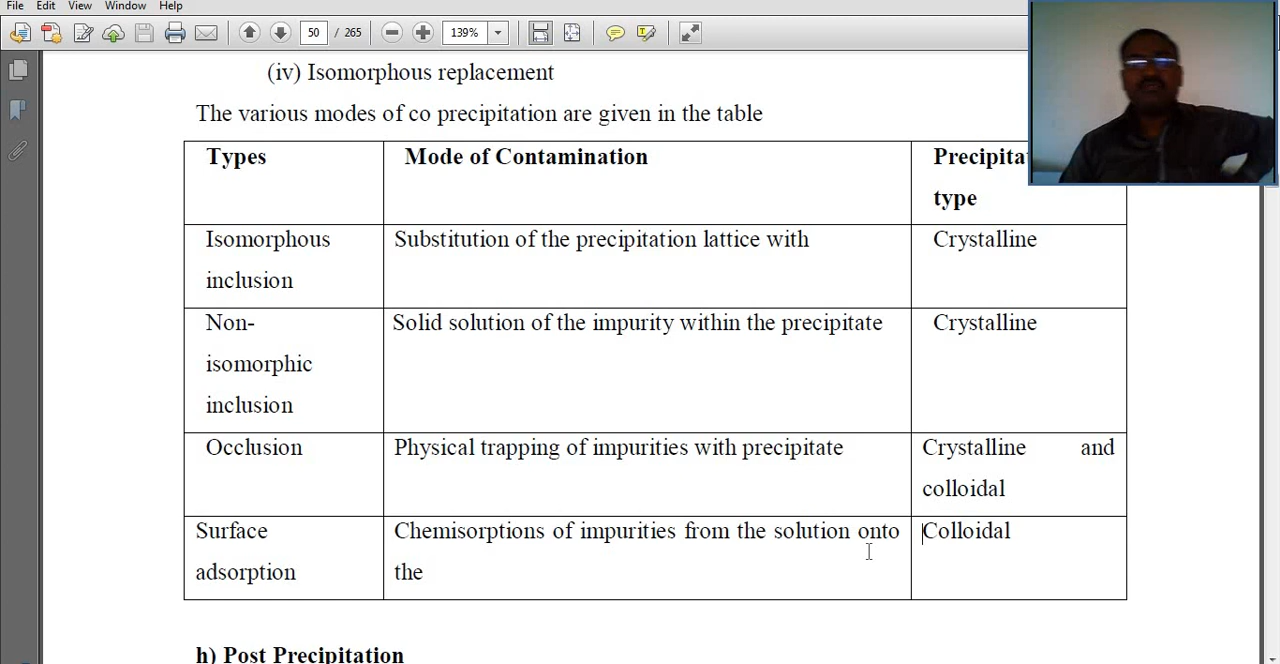 File Edit View Window Help
50 / 265 139%
(iv) Isomorphous replacement
The various modes of co precipitation are given in the table
Types Mode of Contamination
type
Isomorphous inclusion Substitution of the precipitation lattice with Crystalline
Non-isomorphic inclusion Solid solution of the impurity within the precipitate Crystalline
Occlusion Physical trapping of impurities with precipitate Crystalline and colloidal
Surface adsorption Chemisorptions of impurities from the solution onto the Colloidal
h) Post Precipitation